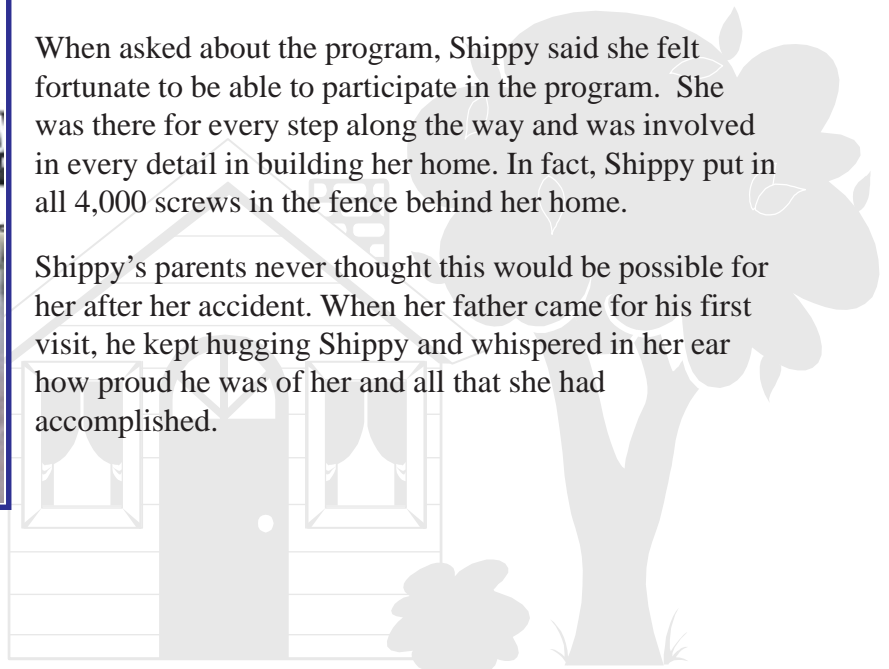 When asked about the program, Shippy said she felt
fortunate to be able to participate in the program.  She
was there for every step along the way and was involved
in every detail in building her home. In fact, Shippy put in
all 4,000 screws in the fence behind her home.
Shippy’s parents never thought this would be possible for
her after her accident. When her father came for his first
visit, he kept hugging Shippy and whispered in her ear
how proud he was of her and all that she had
accomplished.